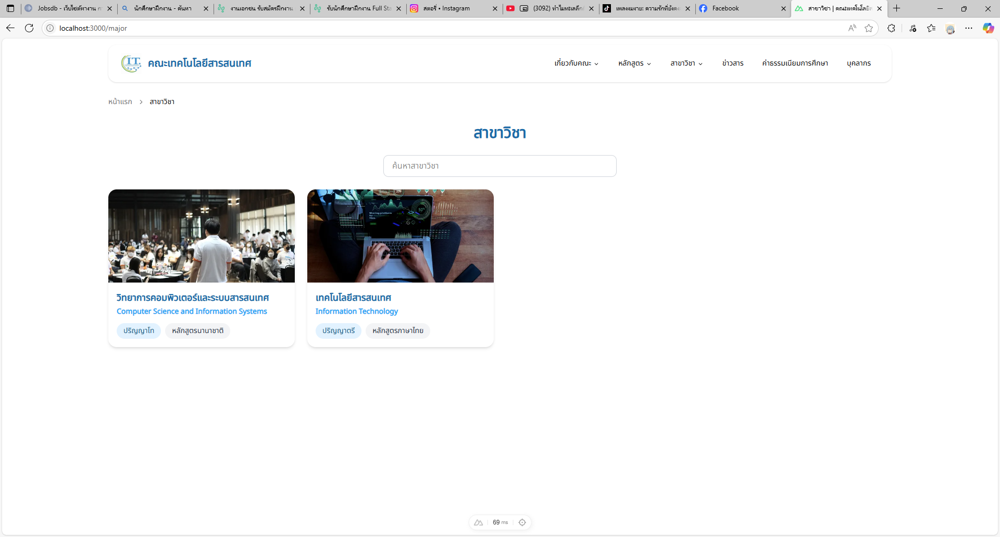 Jobsdb - เว็บไซต์หางาน
นักศึกษาฝึกงาน - ค้นหา
งานเอกชน รับสมัครฝึกงาน
รับนักศึกษาฝึกงาน Full Sta
สตอรี่ • Instagram
(3092) ทำไมทะเลลึก
เพลงงมงาย: ความรักที่ยังคง
Facebook
สาขาวิชา | คณะเทคโนโลยีส
localhost:3000/major
IT.
คณะเทคโนโลยีสารสนเทศ
เกี่ยวกับคณะ
หลักสูตร
สาขาวิชา
ข่าวสาร
ค่าธรรมเนียมการศึกษา
บุคลากร
หน้าแรก > สาขาวิชา
สาขาวิชา
ค้นหาสาขาวิชา
Sharing platform
50%
วิทยาการคอมพิวเตอร์และระบบสารสนเทศ
Computer Science and Information Systems
ปริญญาโท
หลักสูตรนานาชาติ
เทคโนโลยีสารสนเทศ
Information Technology
ปริญญาตรี
หลักสูตรภาษาไทย
69 ms